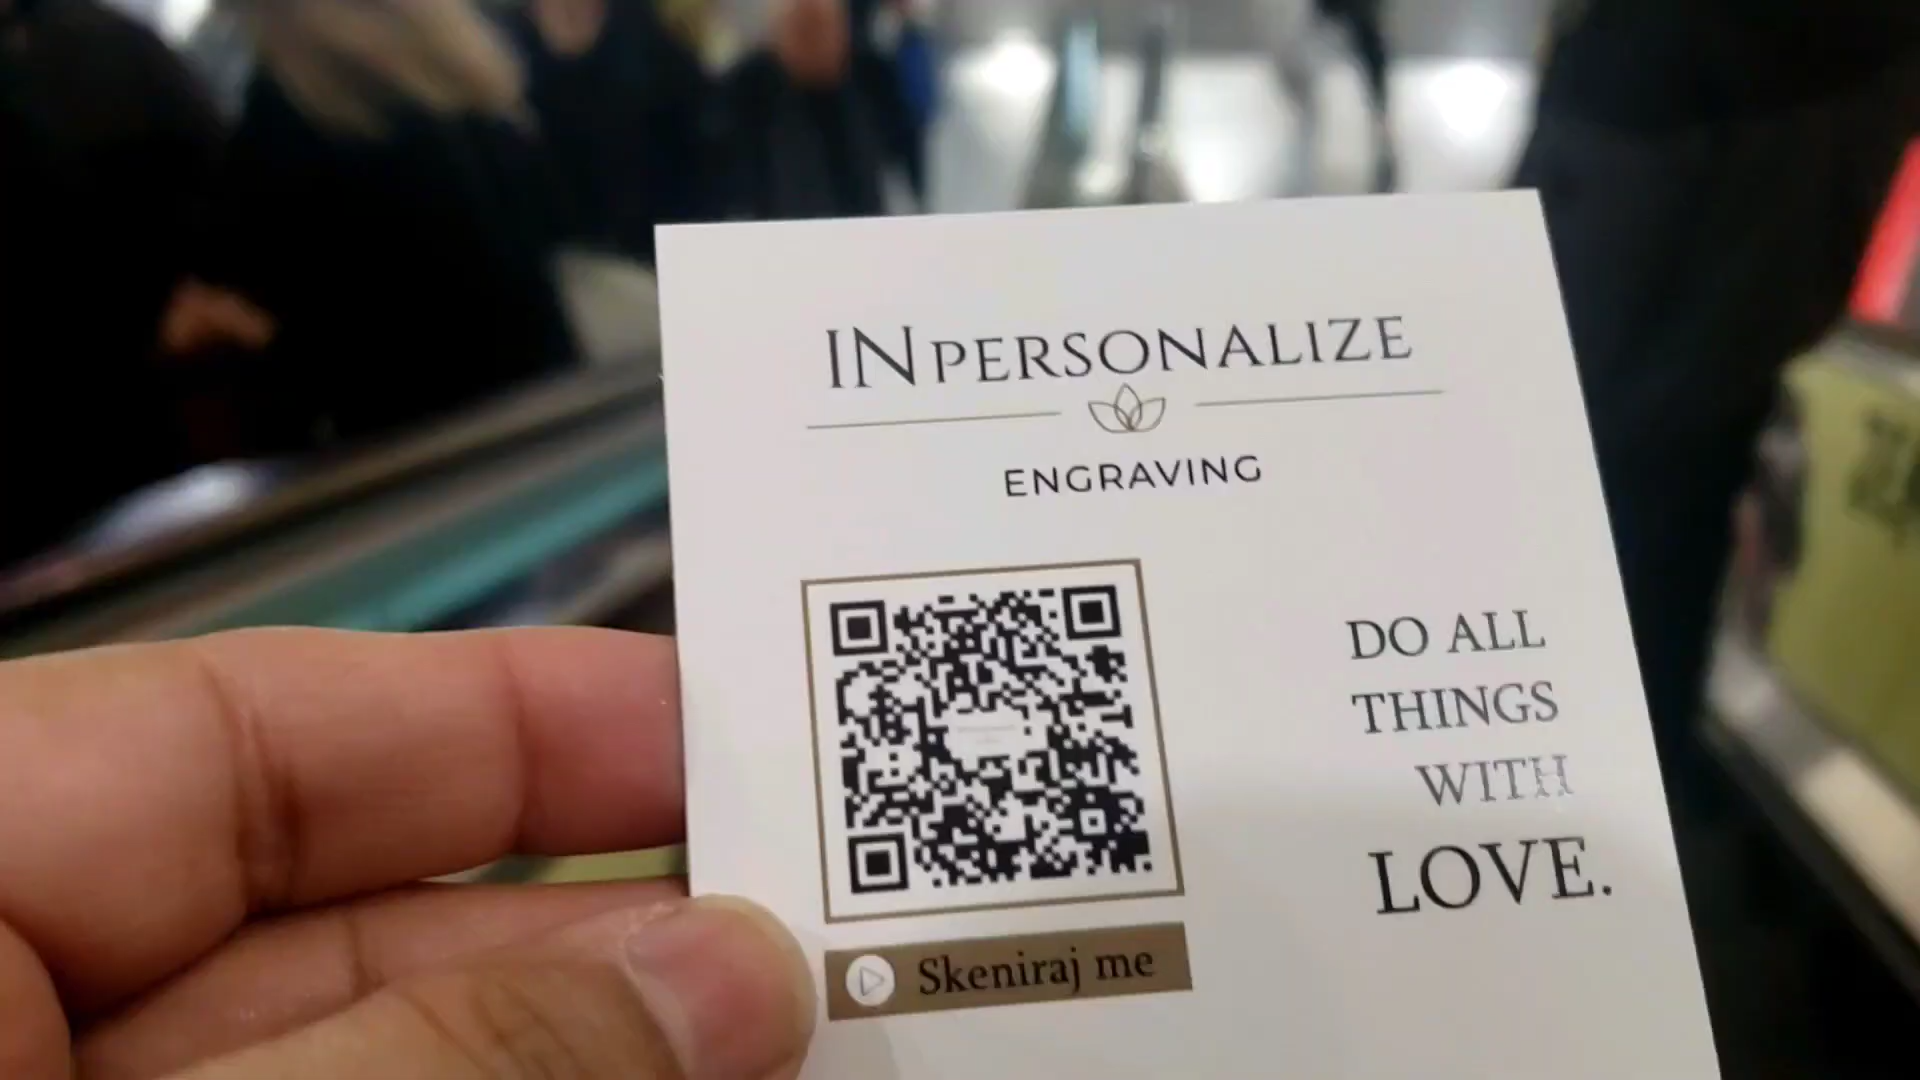 INPERSONALIZE
ENGRAVING
DO ALL
THINGS
WITH
LOVE.
Skeniraj me